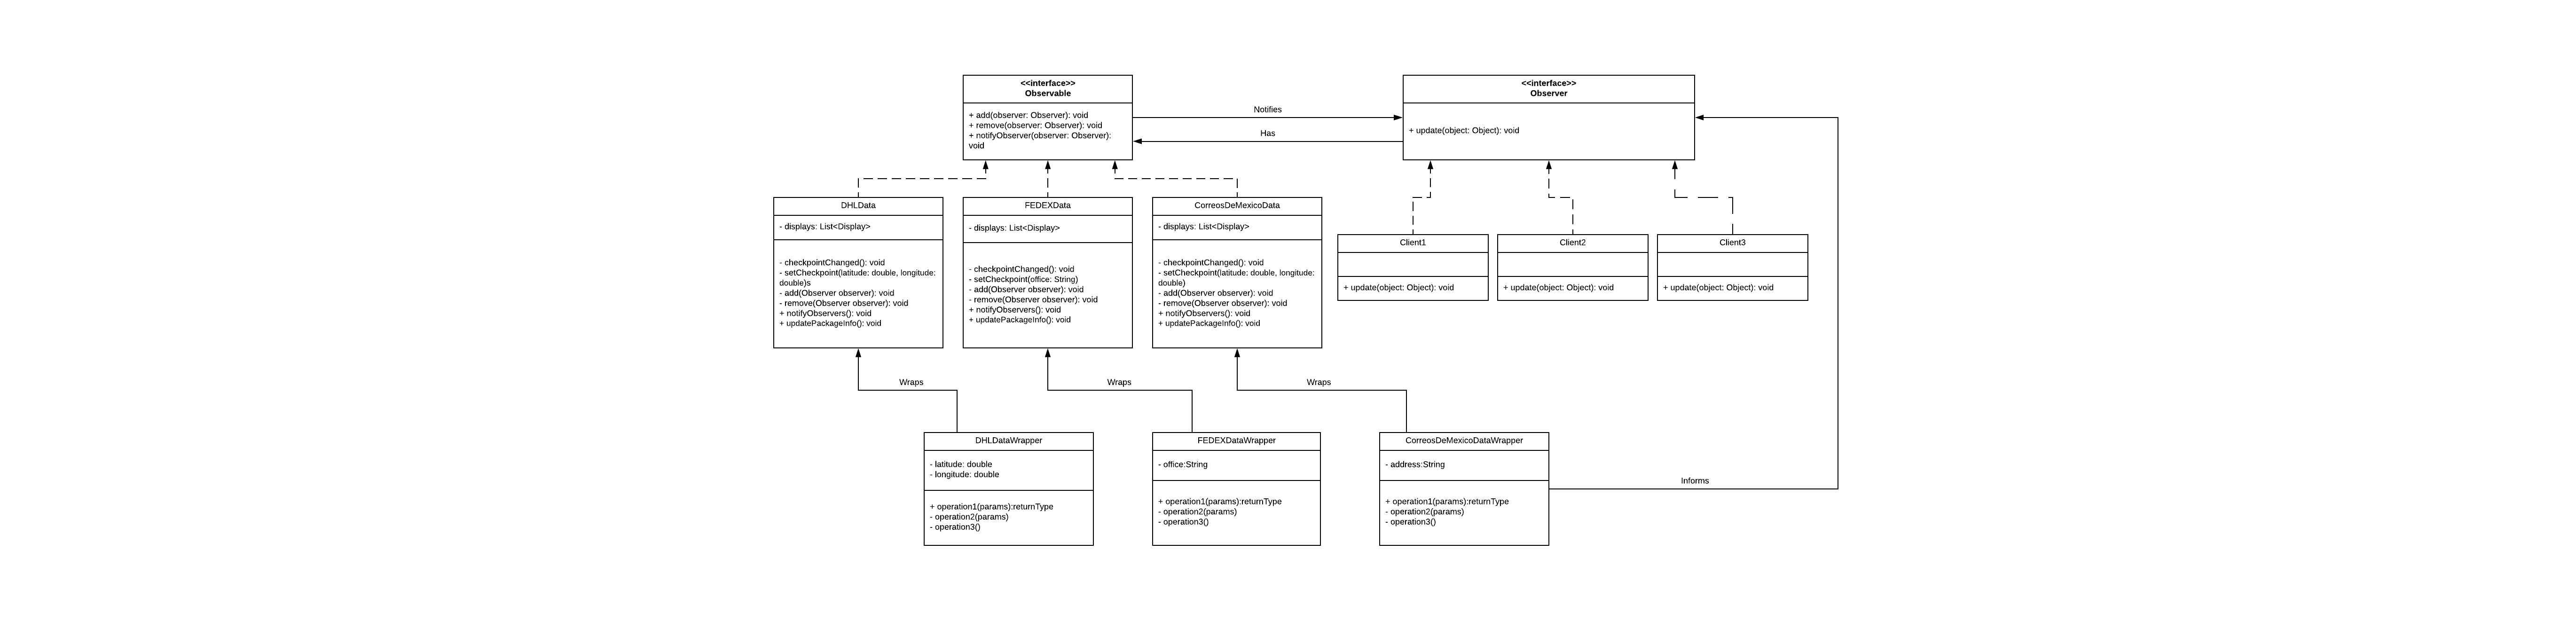 <<interface>>
Observable
+ add(observer: Observer): void
+ remove(observer: Observer): void
+ notifyObserver(observer: Observer):
void
Notifies
Has
<<interface>>
Observer
+ update(object: Object): void
DHLData
- displays: List<Display>
- checkpointChanged(): void
- setCheckpoint(latitude: double, longitude:
double)s
- add(Observer observer): void
- remove(Observer observer): void
+ notifyObservers(): void
+ updatePackageInfo(): void
FEDEXData
- displays: List<Display>
- checkpointChanged(): void
- setCheckpoint(office: String)
- add(Observer observer): void
- remove(Observer observer): void
+ notifyObservers(): void
+ updatePackageInfo(): void
CorreosDeMexicoData
- displays: List<Display>
- checkpointChanged(): void
- setCheckpoint(latitude: double, longitude:
double)
- add(Observer observer): void
- remove(Observer observer): void
+ notifyObservers(): void
+ updatePackageInfo(): void
Client1
+ update(object: Object): void
Client2
+ update(object: Object): void
Client3
+ update(object: Object): void
Wraps
Wraps
Wraps
DHLDataWrapper
- latitude: double
- longitude: double
+ operation1(params):returnType
- operation2(params)
- operation3()
FEDEXDataWrapper
- office:String
+ operation1(params):returnType
- operation2(params)
- operation3()
CorreosDeMexicoDataWrapper
- address:String
+ operation1(params):returnType
- operation2(params)
- operation3()
Informs